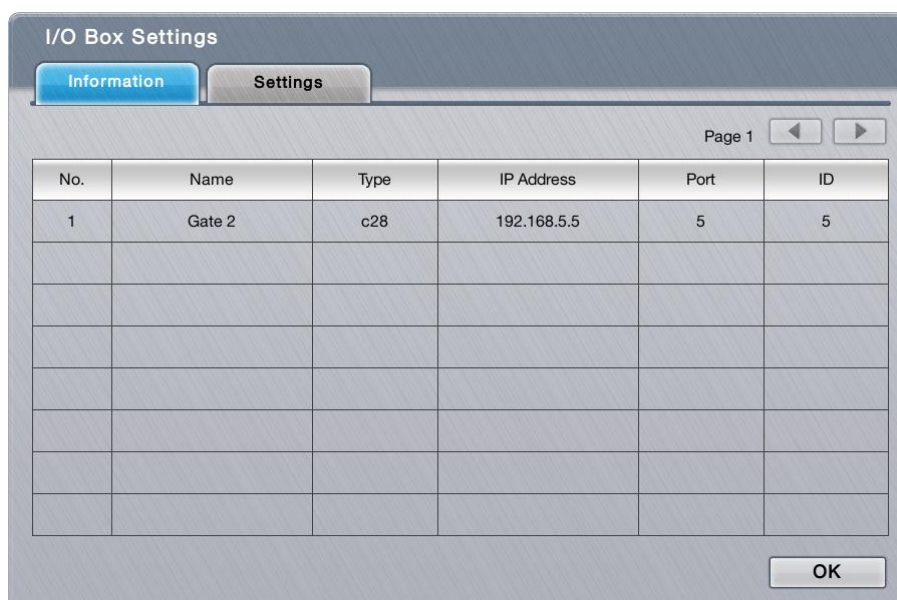 I/O Box Settings
Information Settings
Page 1
No. Name Type IP Address Port ID
1 Gate 2 c28 192.168.5.5 5 5
OK